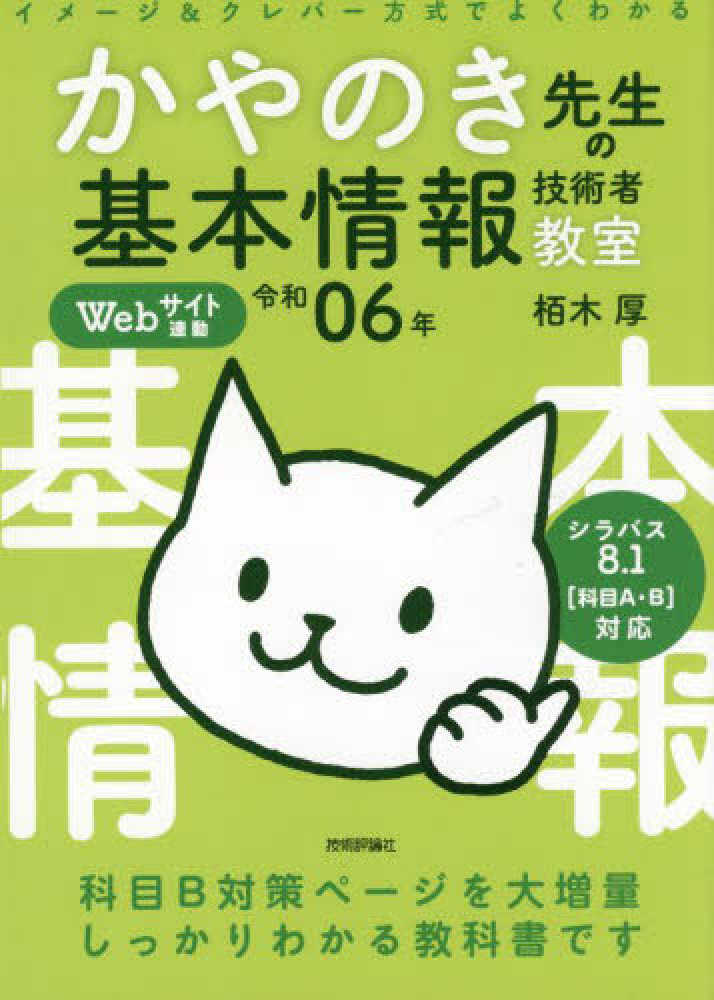 イメージ&クレバー方式でよくわかる
かやのき先生の
基本情報技術者教室
Webサイト連動
令和06年
栢木 厚
基本
情報
シラバス
8.1
[科目A・B]
対応
技術評論社
科目B対策ページを大増量
しっかりわかる教科書です